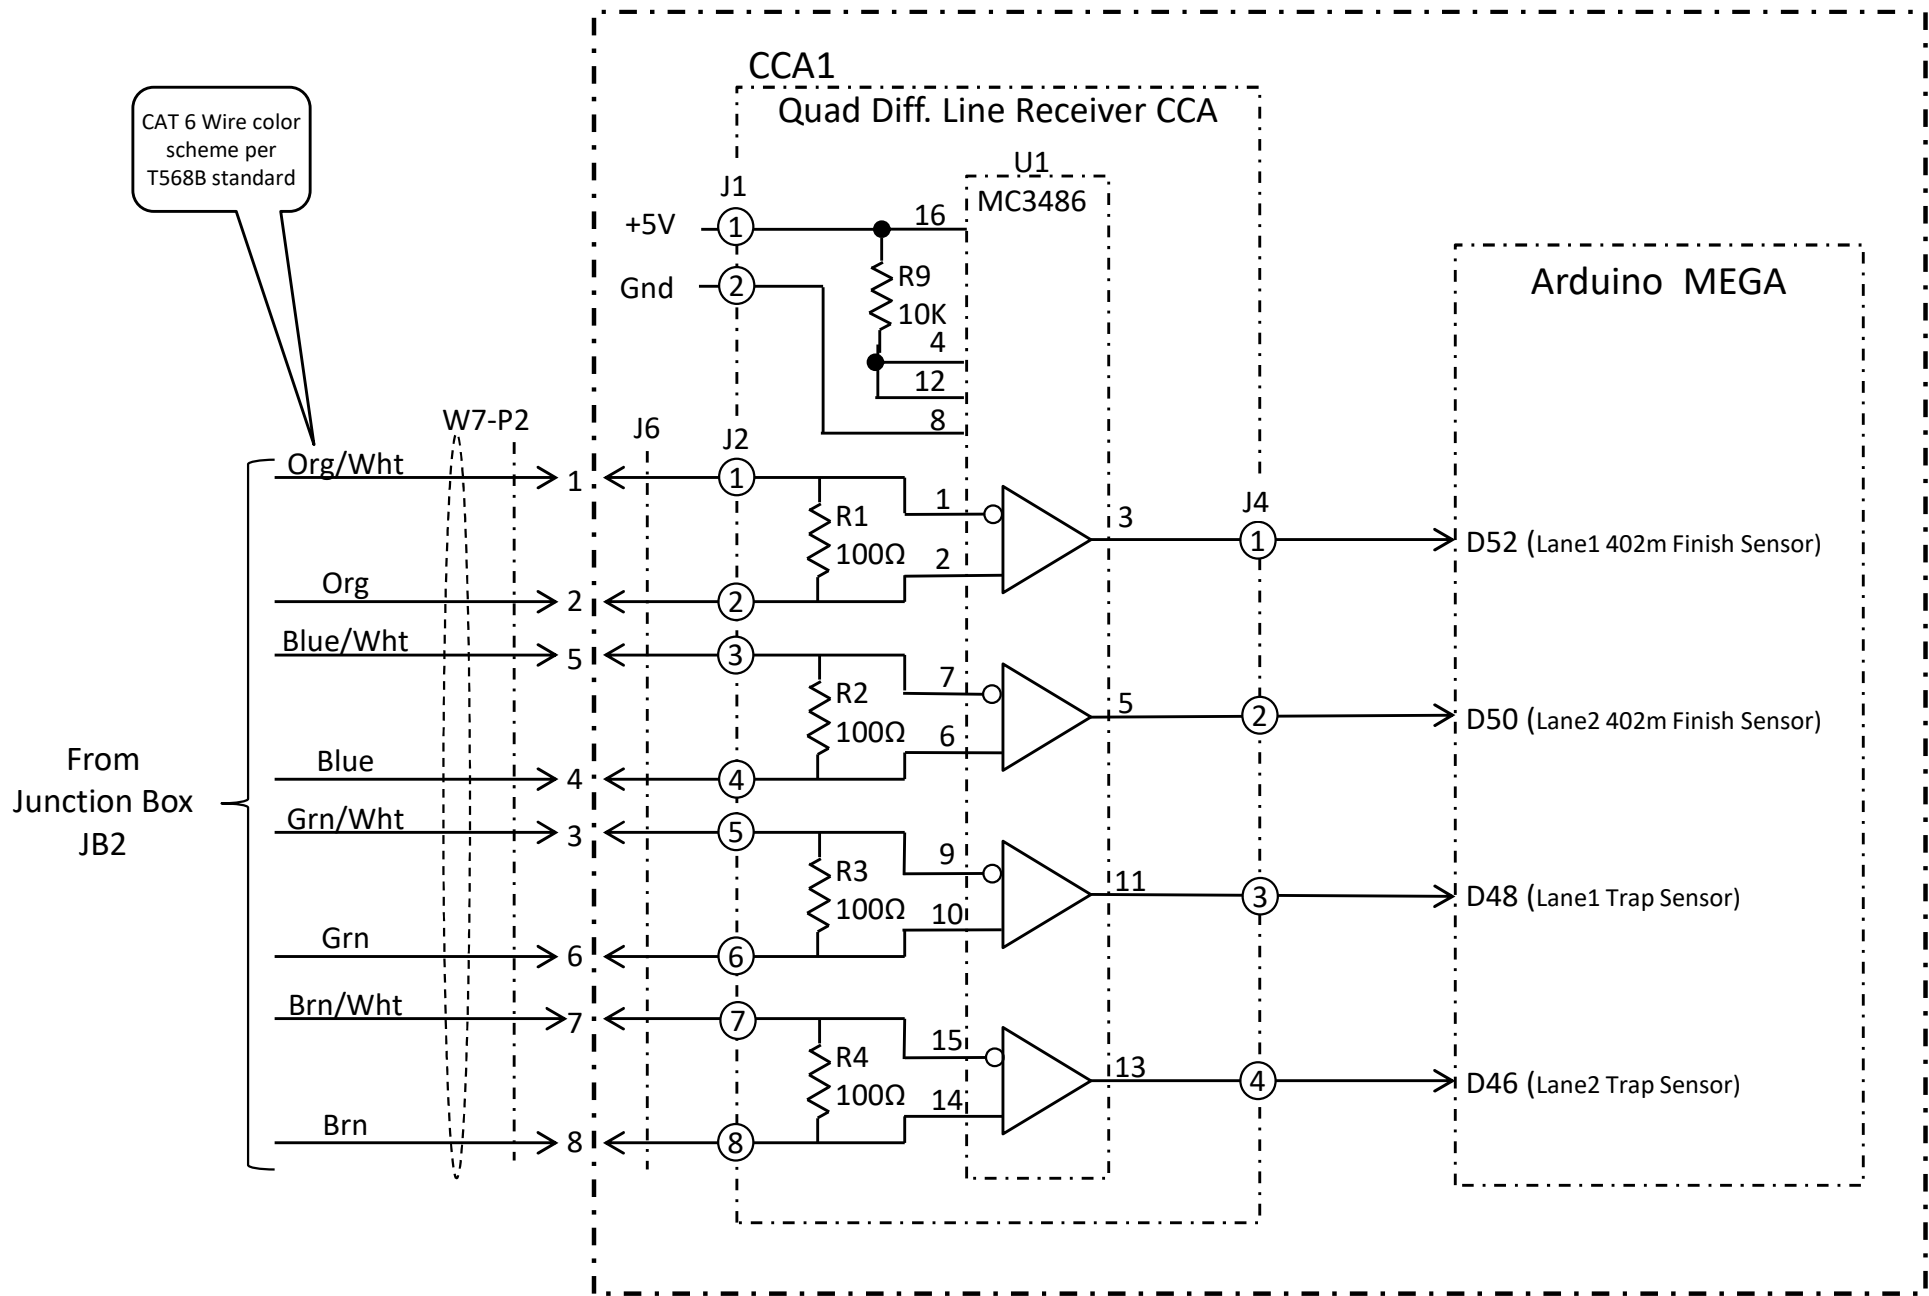 CCA1
Quad Diff. Line Receiver CCA
CAT 6 Wire color
scheme per
T568B standard
U1
MC3486
J1
+5V
1
16
Gnd
2
R9
10K
4
12
8
Arduino MEGA
W7-P2
J6
J2
J4
Org/Wht
1
1
R1
100Ω
1
2
3
1
D52 (Lane1 402m Finish Sensor)
Org
2
2
Blue/Wht
5
3
R2
100Ω
7
6
5
2
D50 (Lane2 402m Finish Sensor)
Blue
4
4
From
Junction Box
JB2
Grn/Wht
3
5
R3
100Ω
9
10
11
3
D48 (Lane1 Trap Sensor)
Grn
6
6
Brn/Wht
7
7
R4
100Ω
15
14
13
4
D46 (Lane2 Trap Sensor)
Brn
8
8